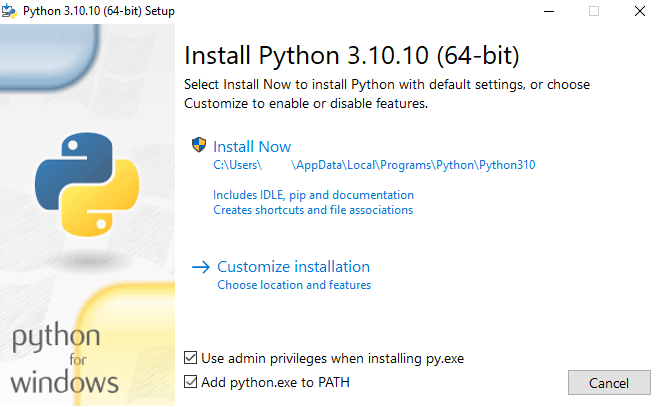 Python 3.10.10 (64-bit) Setup
Install Python 3.10.10 (64-bit)
Select Install Now to install Python with default settings, or choose
Customize to enable or disable features.
Install Now
C:\Users\ \AppData\Local\Programs\Python\Python310
Includes IDLE, pip and documentation
Creates shortcuts and file associations
Customize installation
Choose location and features
python
for
windows
Use admin privileges when installing py.exe
Add python.exe to PATH
Cancel